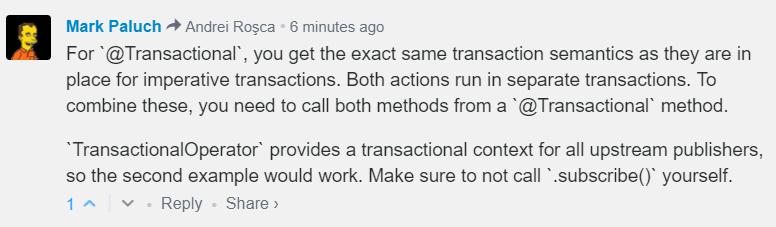 Mark Paluch → Andrei Roşca • 6 minutes ago
For `@Transactional`, you get the exact same transaction semantics as they are in
place for imperative transactions. Both actions run in separate transactions. To
combine these, you need to call both methods from a `@Transactional` method.
`TransactionalOperator` provides a transactional context for all upstream publishers,
so the second example would work. Make sure to not call `.subscribe()` yourself.
1 • Reply • Share ›